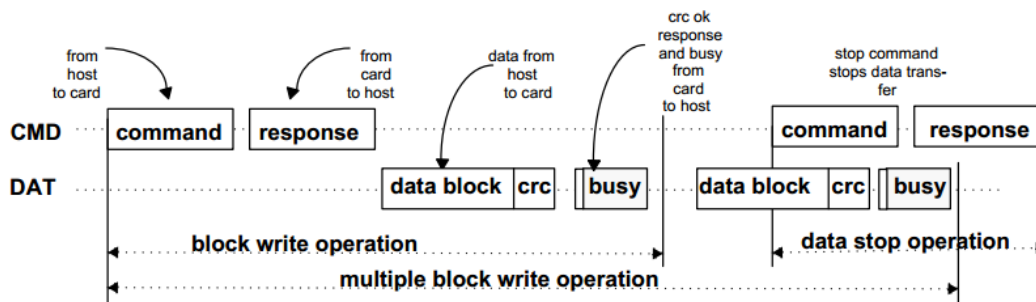 from
host
to card
from
card
to host
data from
host
to card
crc ok
response
and busy
from
card
to host
stop command
stops data trans-
fer
CMD
command
response
command
response
DAT
data block
crc
busy
data block
crc
busy
block write operation
data stop operation
multiple block write operation